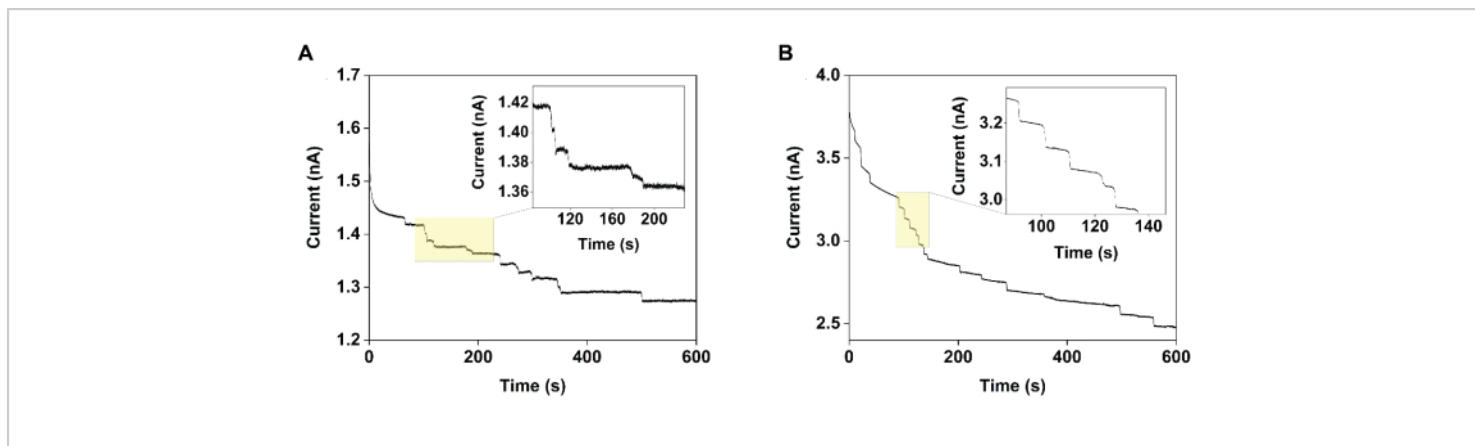 A
1.7
1.6
1.5
1.4
1.3
1.2
Current (nA)
0 200 400 600
Time (s)
1.42
1.40
1.38
1.36
Current (nA)
120 160 200
Time (s)
B
4.0
3.5
3.0
2.5
Current (nA)
0 200 400 600
Time (s)
3.2
3.1
3.0
Current (nA)
100 120 140
Time (s)